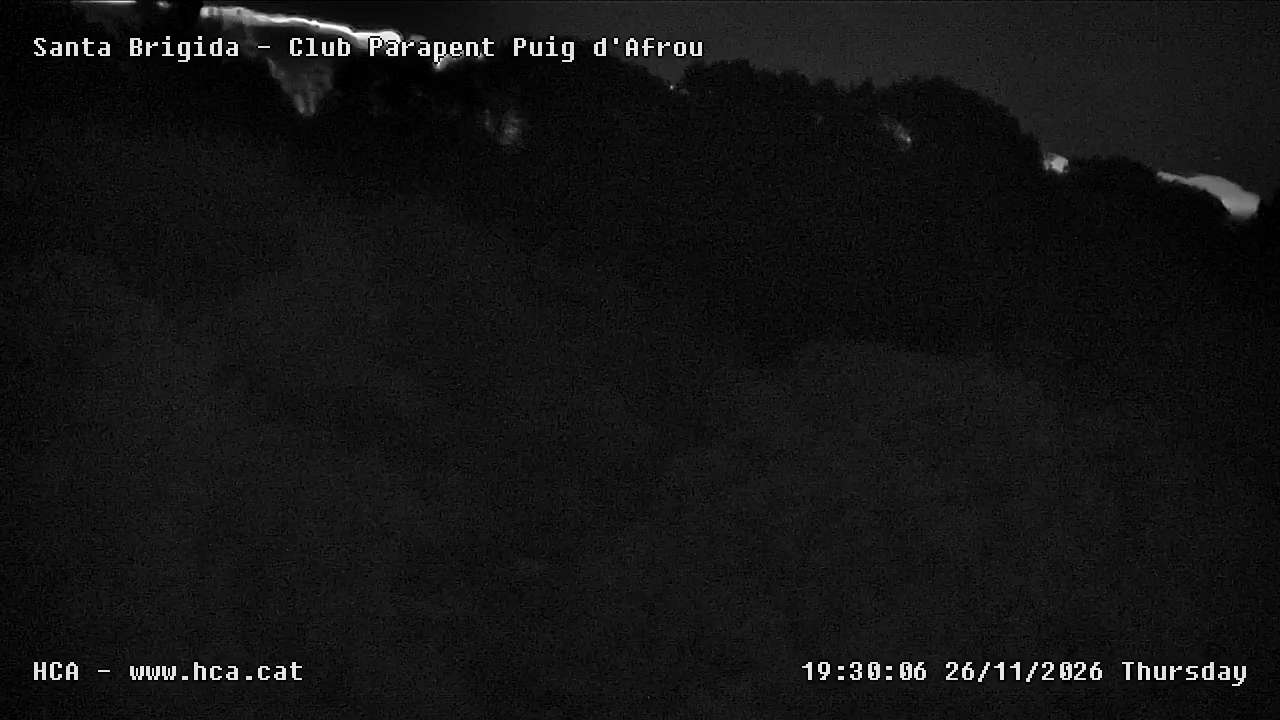 Santa Brigida - Club Parapent Puig d'Afrou
HCA - www.hca.cat
19:30:06 26/11/2026 Thursday